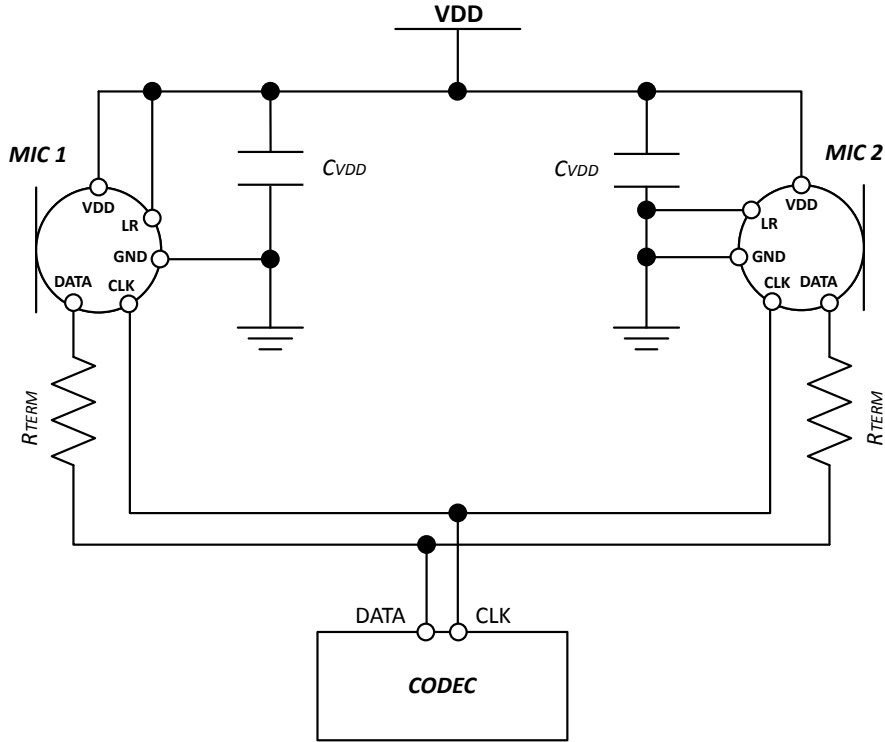 VDD
MIC 1
MIC 2
CVDD
CVDD
VDD
LR
GND
DATA
CLK
VDD
LR
GND
CLK
DATA
RTERM
RTERM
DATA
CLK
CODEC